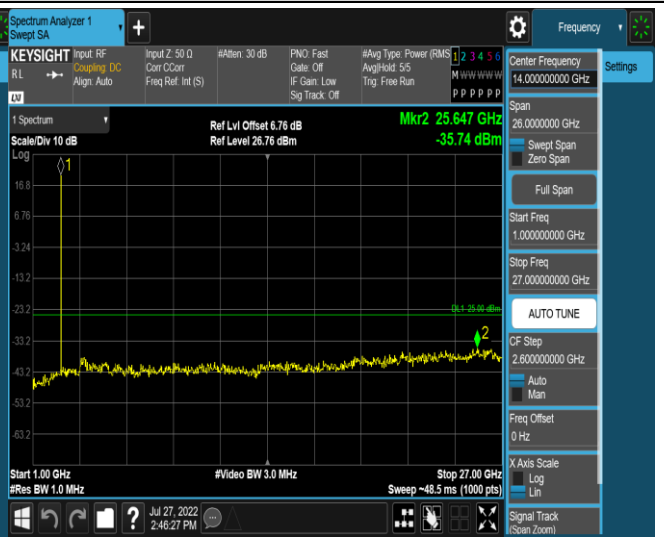 Spectrum Analyzer 1
Swept SA
Frequency
KEYSIGHT
RL
LXI
Input: RF
Coupling: DC
Align: Auto
Input Z: 50 Ω
Corr CCorr
Freq Ref: Int (S)
#Atten: 30 dB
PNO: Fast
Gate: Off
IF Gain: Low
Sig Track: Off
#Avg Type: Power (RMS
Avg|Hold: 5/5
Trig: Free Run
1 2 3 4 5 6
M W W W W W
P P P P P P
1 Spectrum
Scale/Div 10 dB
Log
Ref Lvl Offset 6.76 dB
Ref Level 26.76 dBm
Mkr2 25.647 GHz
-35.74 dBm
1
16.8
6.76
-3.24
-13.2
-23.2
-33.2
-43.2
-53.2
-63.2
DL1 -25.00 dBm
2
Start 1.00 GHz
#Res BW 1.0 MHz
#Video BW 3.0 MHz
Stop 27.00 GHz
Sweep ~48.5 ms (1000 pts)
?
Jul 27, 2022
2:46:27 PM
Center Frequency
14.000000000 GHz
Settings
Span
26.0000000 GHz
Swept Span
Zero Span
Full Span
Start Freq
1.000000000 GHz
Stop Freq
27.000000000 GHz
AUTO TUNE
CF Step
2.600000000 GHz
Auto
Man
Freq Offset
0 Hz
X Axis Scale
Log
Lin
Signal Track
(Span Zoom)